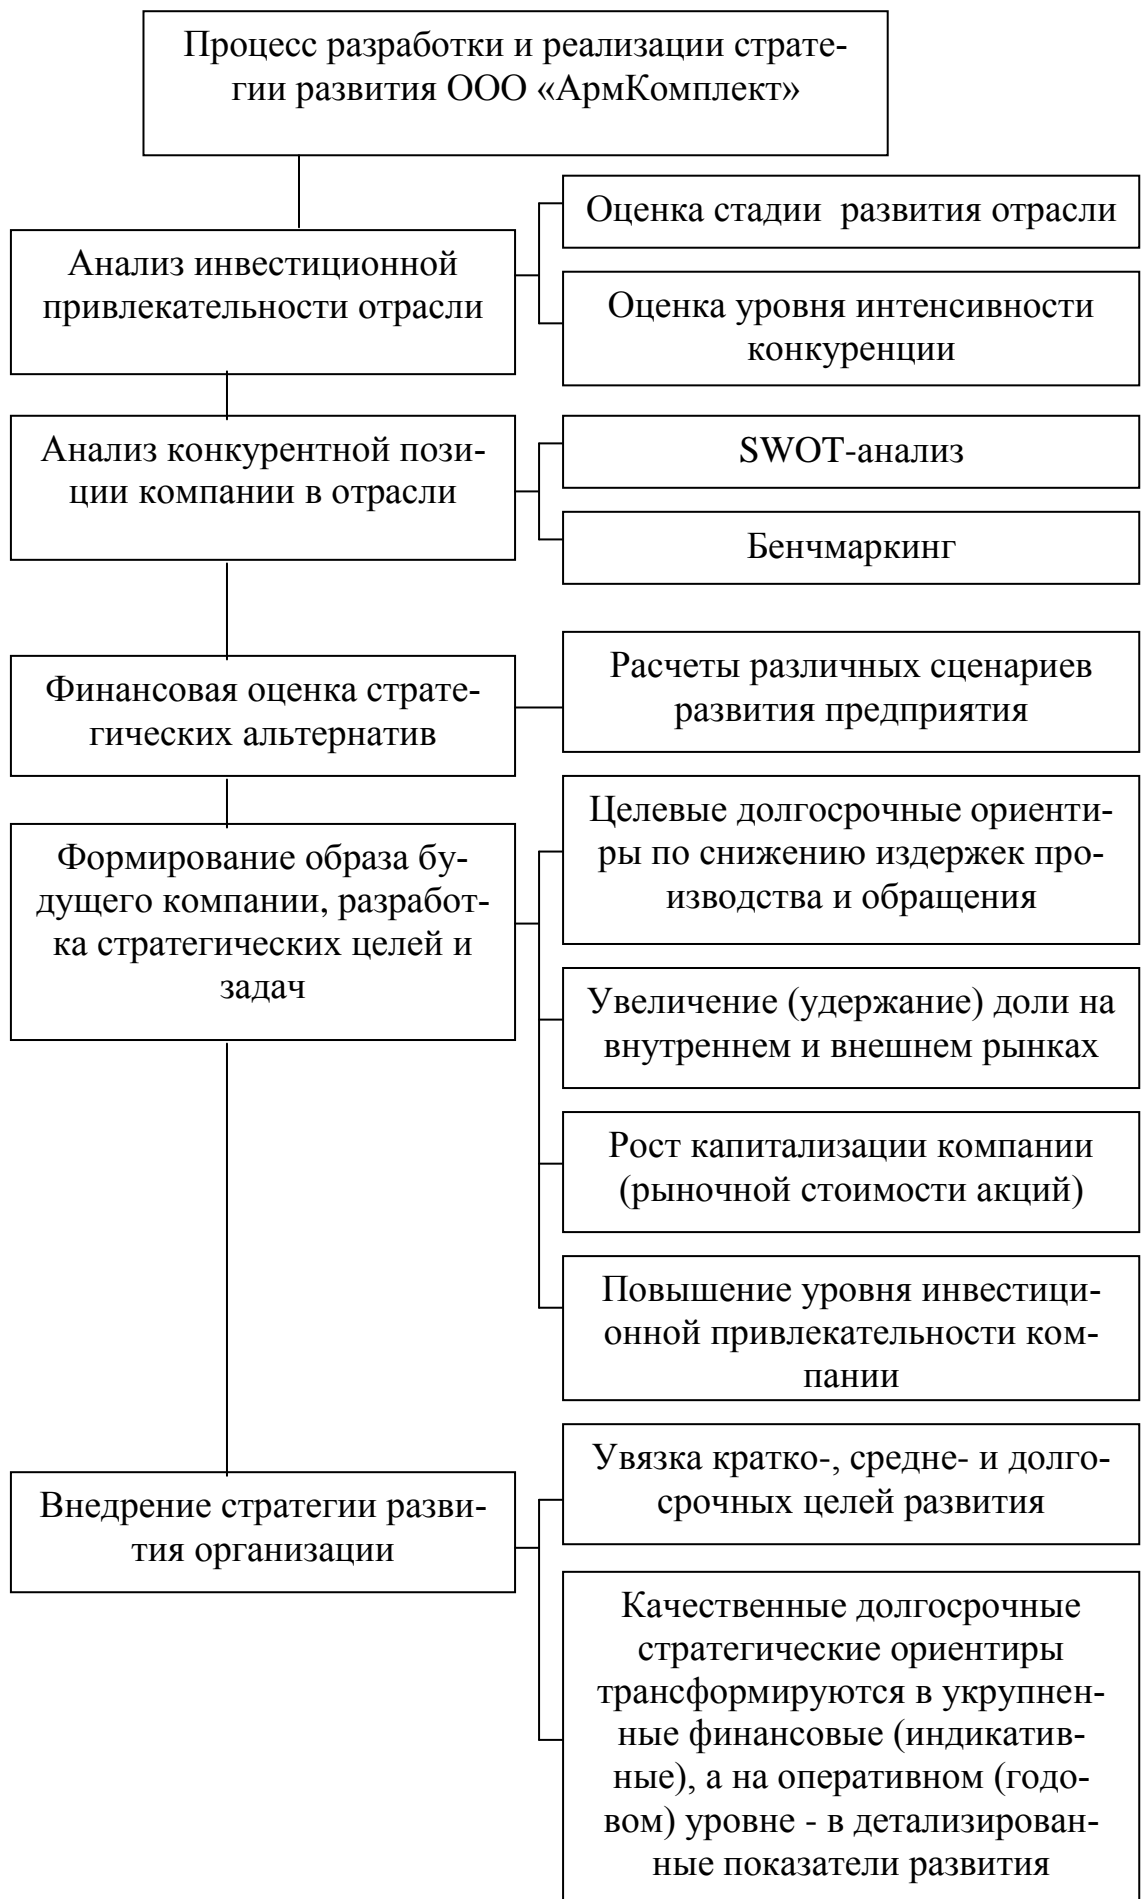 Процесс разработки и реализации страте-
гии развития ООО «АрмКомплект»
Анализ инвестиционной
привлекательности отрасли
Оценка стадии  развития отрасли
Оценка уровня интенсивности
конкуренции
Анализ конкурентной пози-
ции компании в отрасли
SWOT-анализ
Бенчмаркинг
Финансовая оценка страте-
гических альтернатив
Расчеты различных сценариев
развития предприятия
Формирование образа бу-
дущего компании, разработ-
ка стратегических целей и
задач
Целевые долгосрочные ориенти-
ры по снижению издержек про-
изводства и обращения
Увеличение (удержание) доли на
внутреннем и внешнем рынках
Рост капитализации компании
(рыночной стоимости акций)
Повышение уровня инвестици-
онной привлекательности ком-
пании
Внедрение стратегии разви-
тия организации
Увязка кратко-, средне- и долго-
срочных целей развития
Качественные долгосрочные
стратегические ориентиры
трансформируются в укрупнен-
ные финансовые (индикатив-
ные), а на оперативном (годо-
вом) уровне - в детализирован-
ные показатели развития